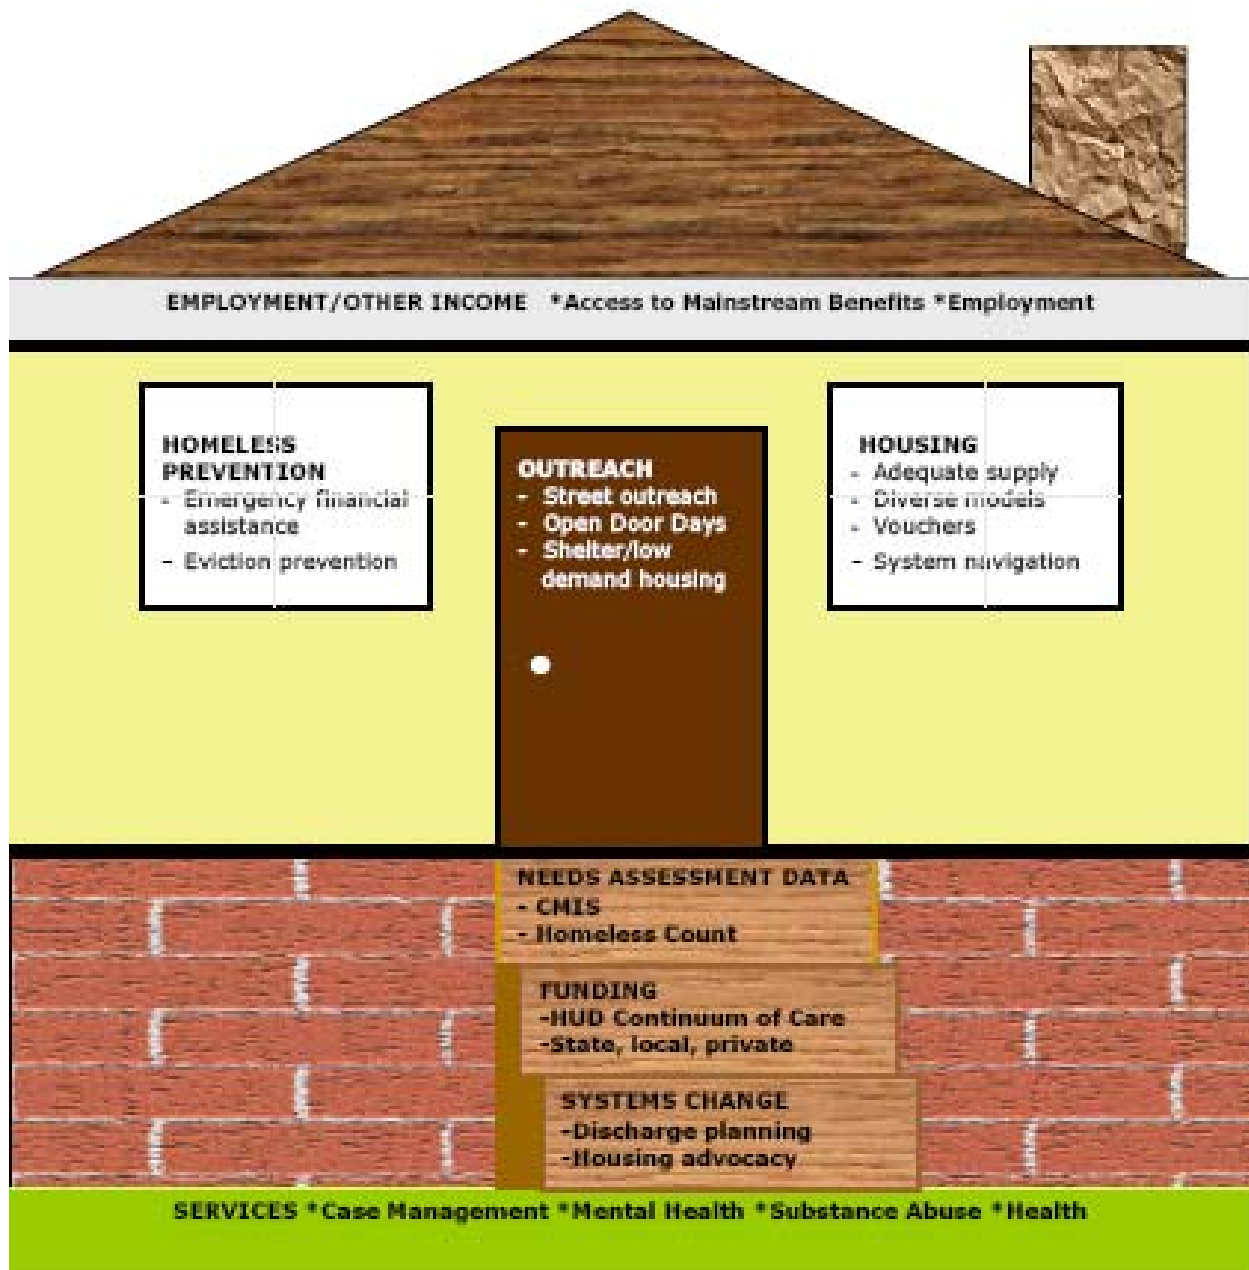 EMPLOYMENT/OTHER INCOME *Access to Mainstream Benefits *Employment
HOMELESS
PREVENTION
- Emergency financial
assistance
- Eviction prevention
OUTREACH
- Street outreach
- Open Door Days
- Shelter/low
demand housing
HOUSING
- Adequate supply
- Diverse models
- Vouchers
- System navigation
NEEDS ASSESSMENT DATA
- CMIS
- Homeless Count
FUNDING
-HUD Continuum of Care
-State, local, private
SYSTEMS CHANGE
-Discharge planning
-Housing advocacy
SERVICES *Case Management *Mental Health *Substance Abuse *Health